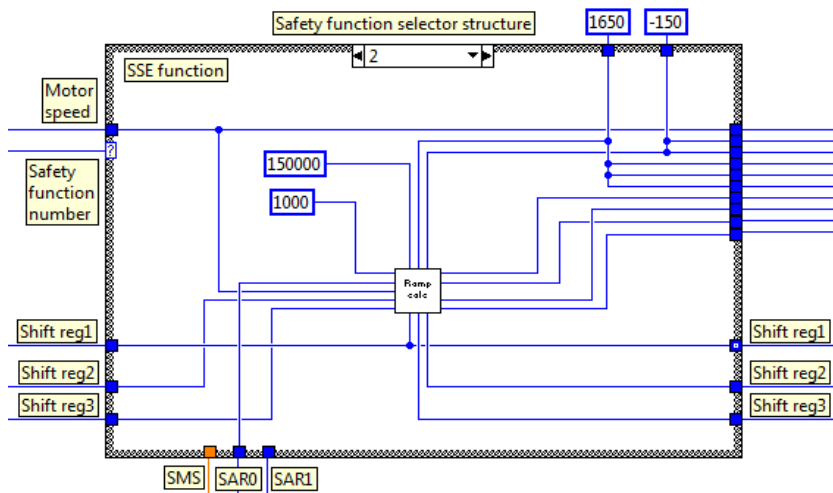 Safety function selector structure
1650
-150
2
SSE function
Motor
speed
?
Safety
function
number
150000
1000
Ramp
calc
Shift reg1
Shift reg1
Shift reg2
Shift reg2
Shift reg3
Shift reg3
SMS
SAR0
SAR1